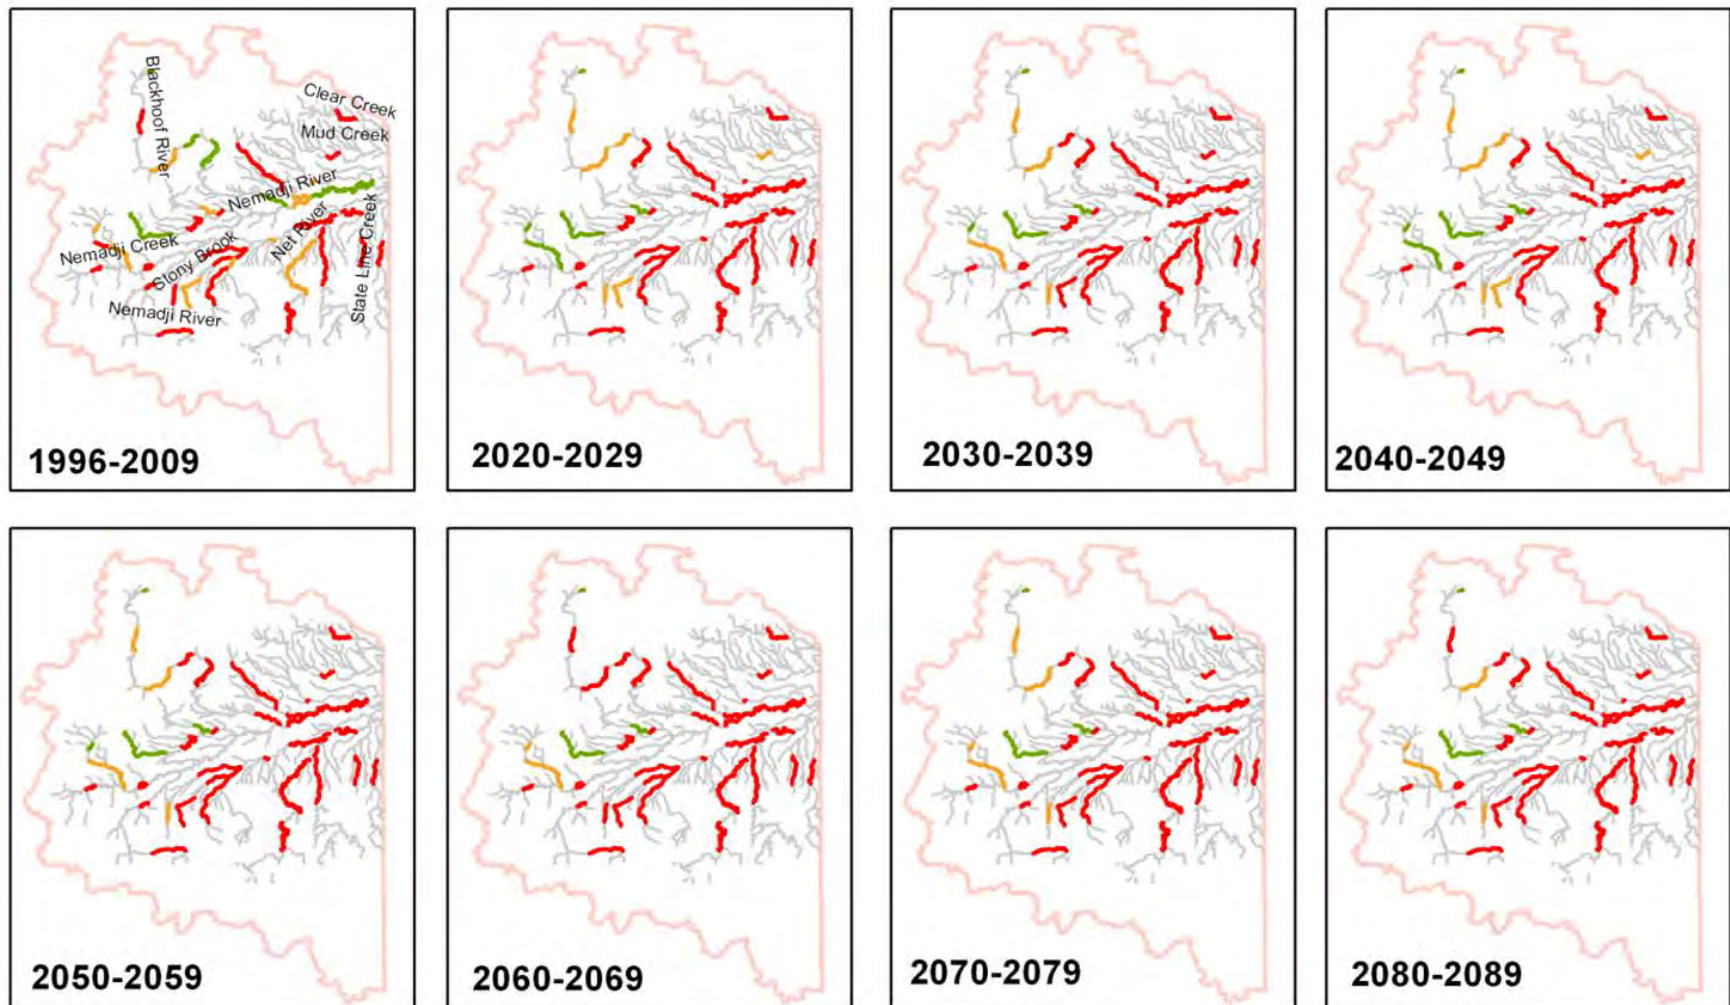 Blackhoof River
Clear Creek
Mud Creek
Nemadji River
Net River
State Line Creek
Nemadji Creek
Stony Brook
Nemadji River
1996-2009
2020-2029
2030-2039
2040-2049
2050-2059
2060-2069
2070-2079
2080-2089